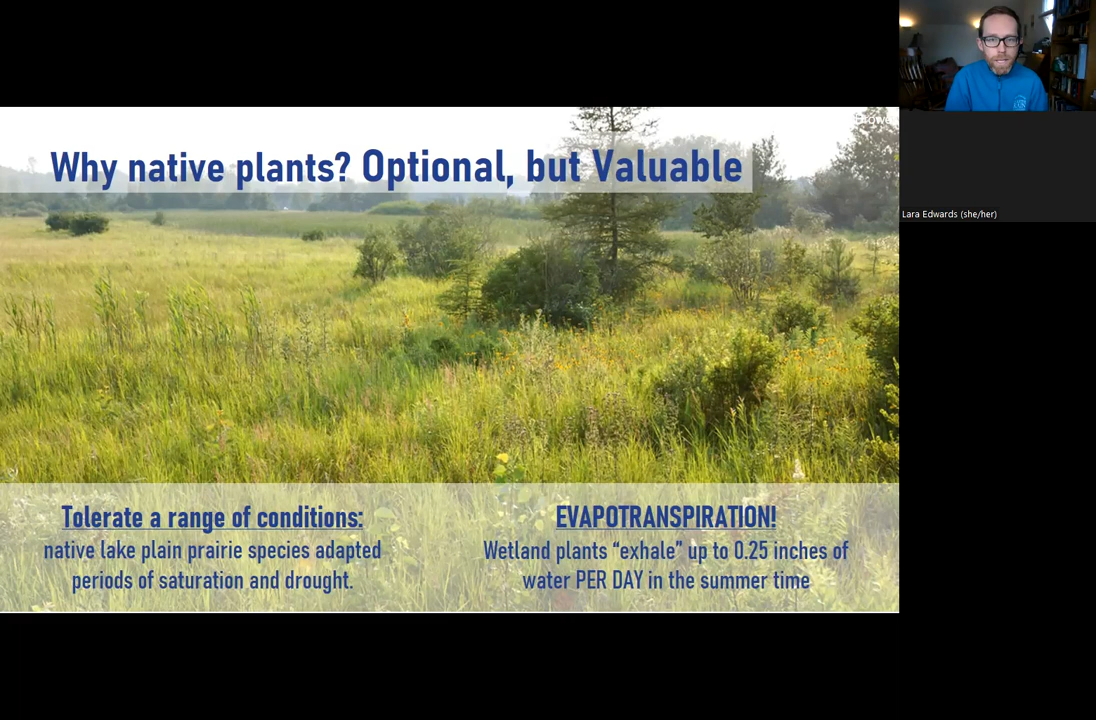 Why native plants? Optional, but Valuable
Tolerate a range of conditions:
native lake plain prairie species adapted
periods of saturation and drought.
EVAPOTRANSPIRATION!
Wetland plants “exhale” up to 0.25 inches of
water PER DAY in the summer time
Lara Edwards (she/her)